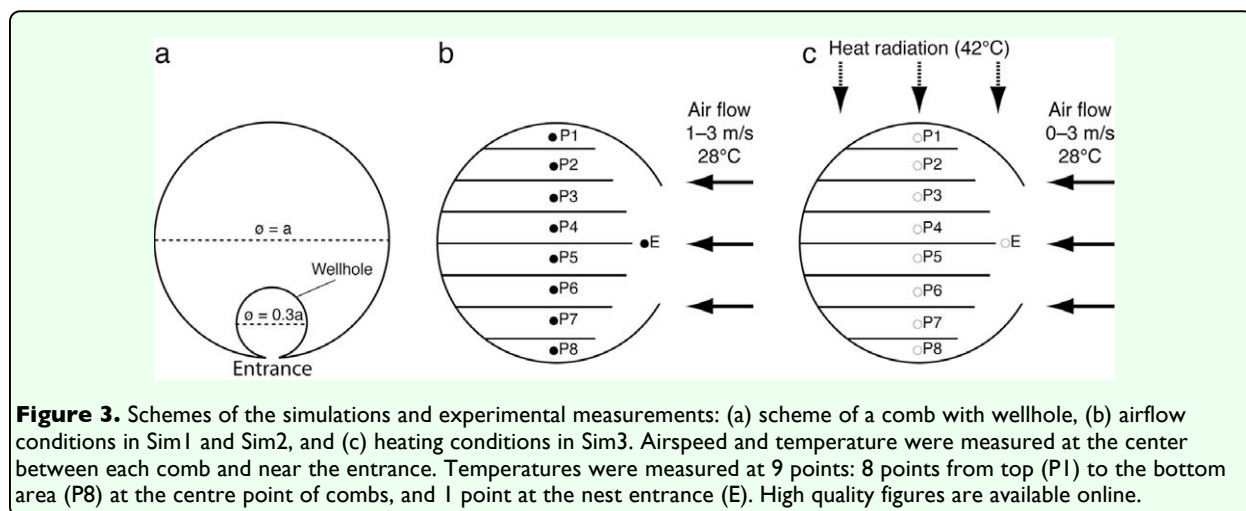 a
ø = a
Wellhole
ø = 0.3a
Entrance
b
P1
P2
P3
P4
E
P5
P6
P7
P8
Air flow
1–3 m/s
28°C
c
Heat radiation (42°C)
P1
P2
P3
P4
E
P5
P6
P7
P8
Air flow
0–3 m/s
28°C
Figure 3. Schemes of the simulations and experimental measurements: (a) scheme of a comb with wellhole, (b) airflow
conditions in Sim1 and Sim2, and (c) heating conditions in Sim3. Airspeed and temperature were measured at the center
between each comb and near the entrance. Temperatures were measured at 9 points: 8 points from top (P1) to the bottom
area (P8) at the centre point of combs, and 1 point at the nest entrance (E). High quality figures are available online.